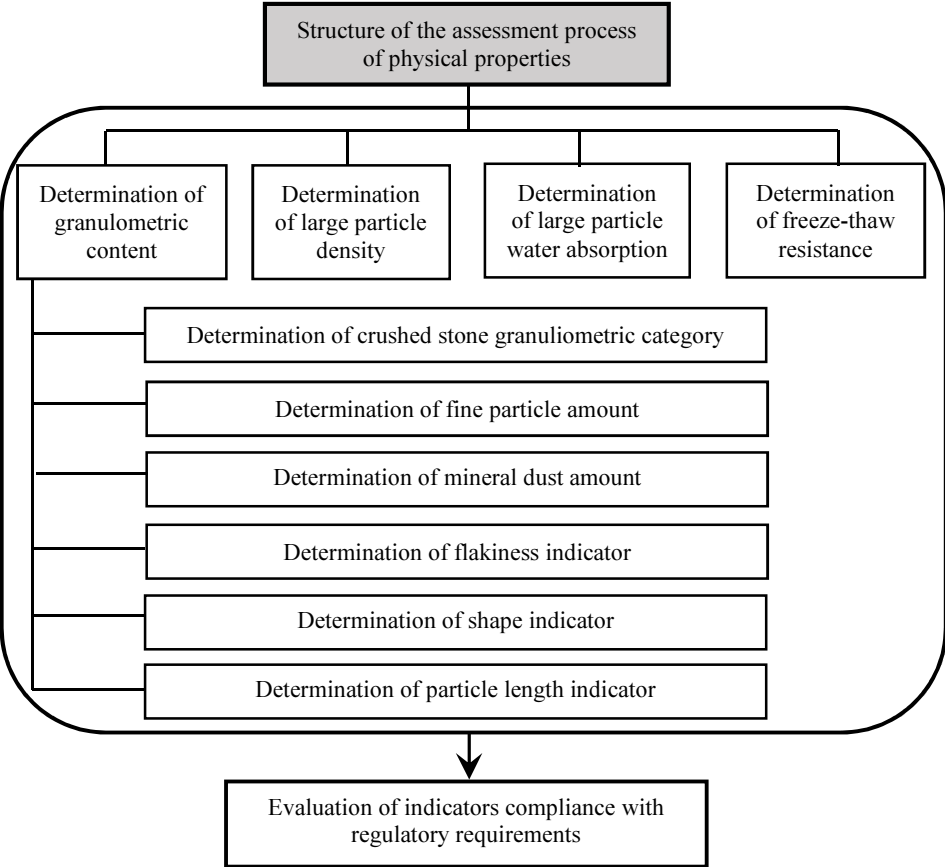 Structure of the assessment process
of physical properties
Determination of
granulometric
content
Determination
of large particle
density
Determination
of large particle
water absorption
Determination
of freeze-thaw
resistance
Determination of crushed stone granuliometric category
Determination of fine particle amount
Determination of mineral dust amount
Determination of flakiness indicator
Determination of shape indicator
Determination of particle length indicator
Evaluation of indicators compliance with
regulatory requirements